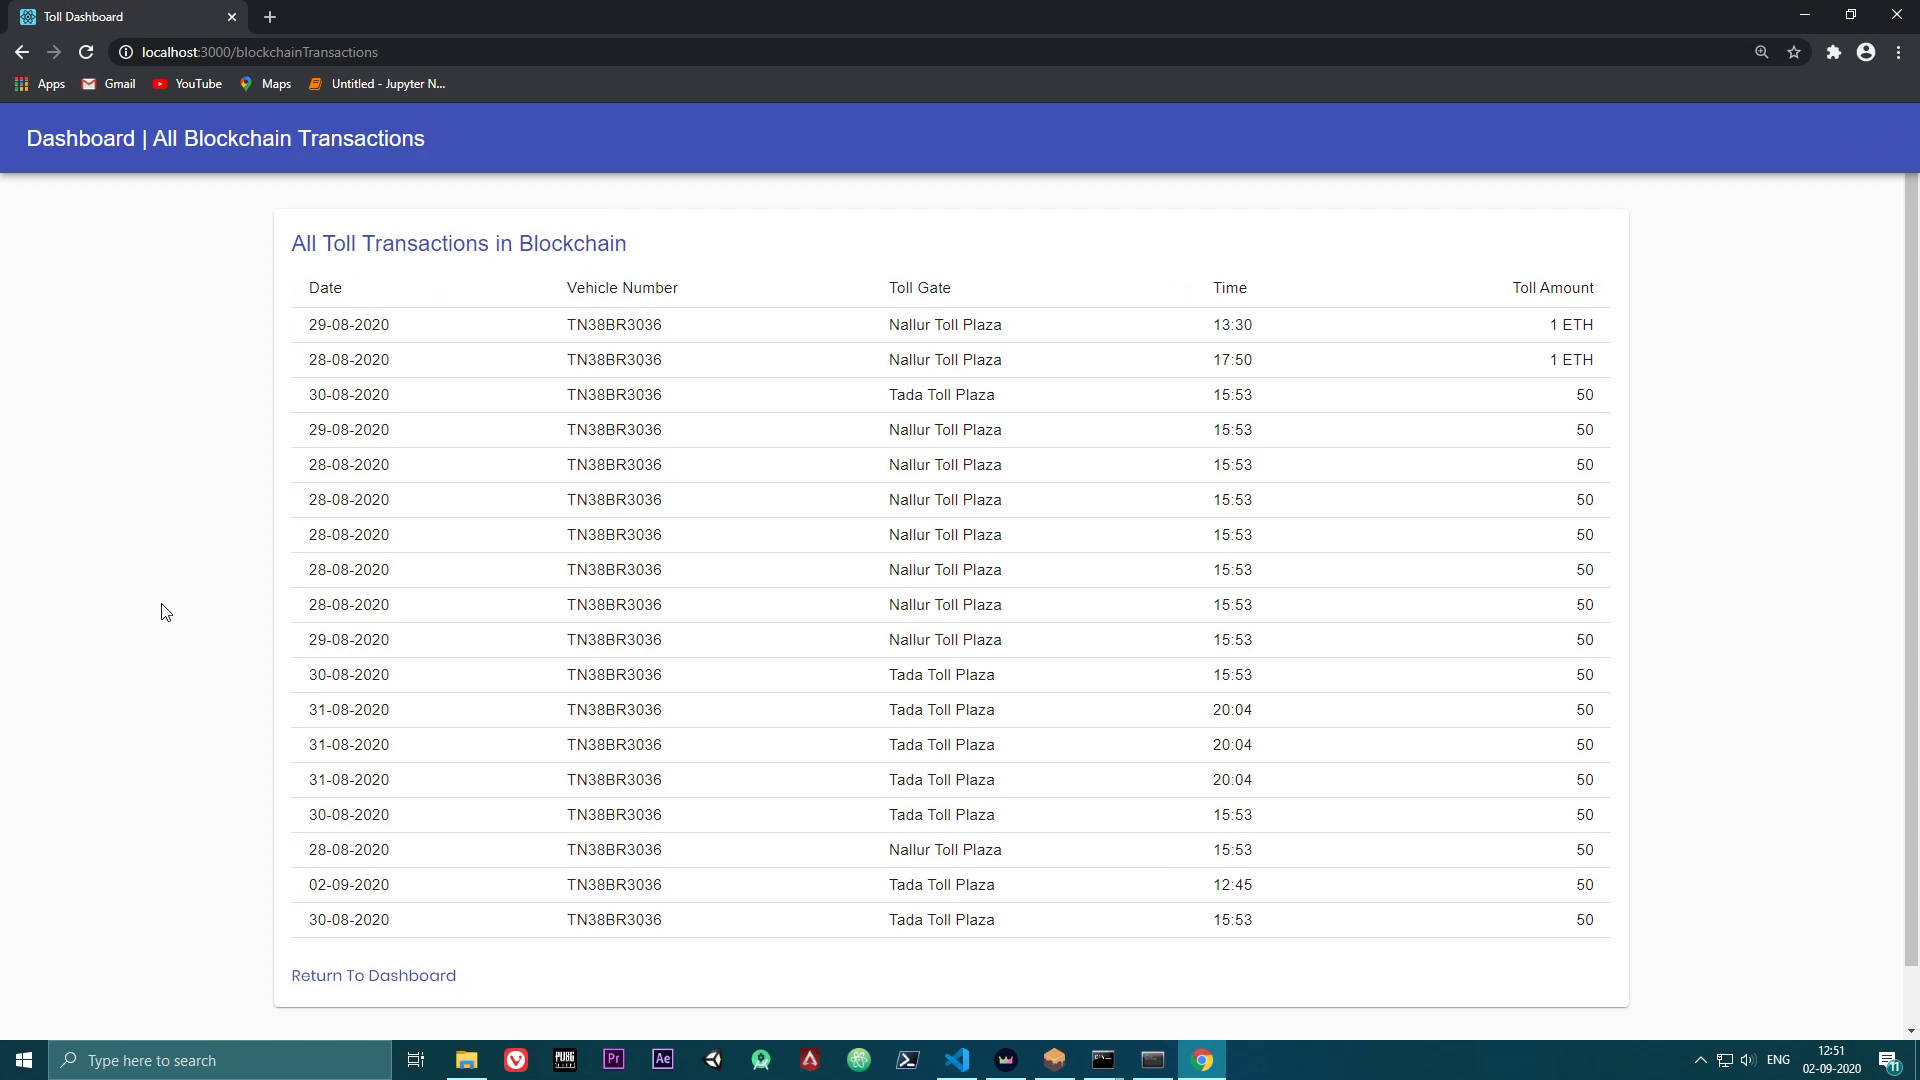 Toll Dashboard
localhost:3000/blockchainTransactions
Apps Gmail YouTube Maps Untitled - Jupyter N...
Dashboard | All Blockchain Transactions
All Toll Transactions in Blockchain
Date Vehicle Number Toll Gate Time Toll Amount
29-08-2020 TN38BR3036 Nallur Toll Plaza 13:30 1 ETH
28-08-2020 TN38BR3036 Nallur Toll Plaza 17:50 1 ETH
30-08-2020 TN38BR3036 Tada Toll Plaza 15:53 50
29-08-2020 TN38BR3036 Nallur Toll Plaza 15:53 50
28-08-2020 TN38BR3036 Nallur Toll Plaza 15:53 50
28-08-2020 TN38BR3036 Nallur Toll Plaza 15:53 50
28-08-2020 TN38BR3036 Nallur Toll Plaza 15:53 50
28-08-2020 TN38BR3036 Nallur Toll Plaza 15:53 50
28-08-2020 TN38BR3036 Nallur Toll Plaza 15:53 50
29-08-2020 TN38BR3036 Nallur Toll Plaza 15:53 50
30-08-2020 TN38BR3036 Tada Toll Plaza 15:53 50
31-08-2020 TN38BR3036 Tada Toll Plaza 20:04 50
31-08-2020 TN38BR3036 Tada Toll Plaza 20:04 50
31-08-2020 TN38BR3036 Tada Toll Plaza 20:04 50
30-08-2020 TN38BR3036 Tada Toll Plaza 15:53 50
28-08-2020 TN38BR3036 Nallur Toll Plaza 15:53 50
02-09-2020 TN38BR3036 Tada Toll Plaza 12:45 50
30-08-2020 TN38BR3036 Tada Toll Plaza 15:53 50
Return To Dashboard
Type here to search
PUBG
Pr
Ae
ENG
12:51
02-09-2020
11